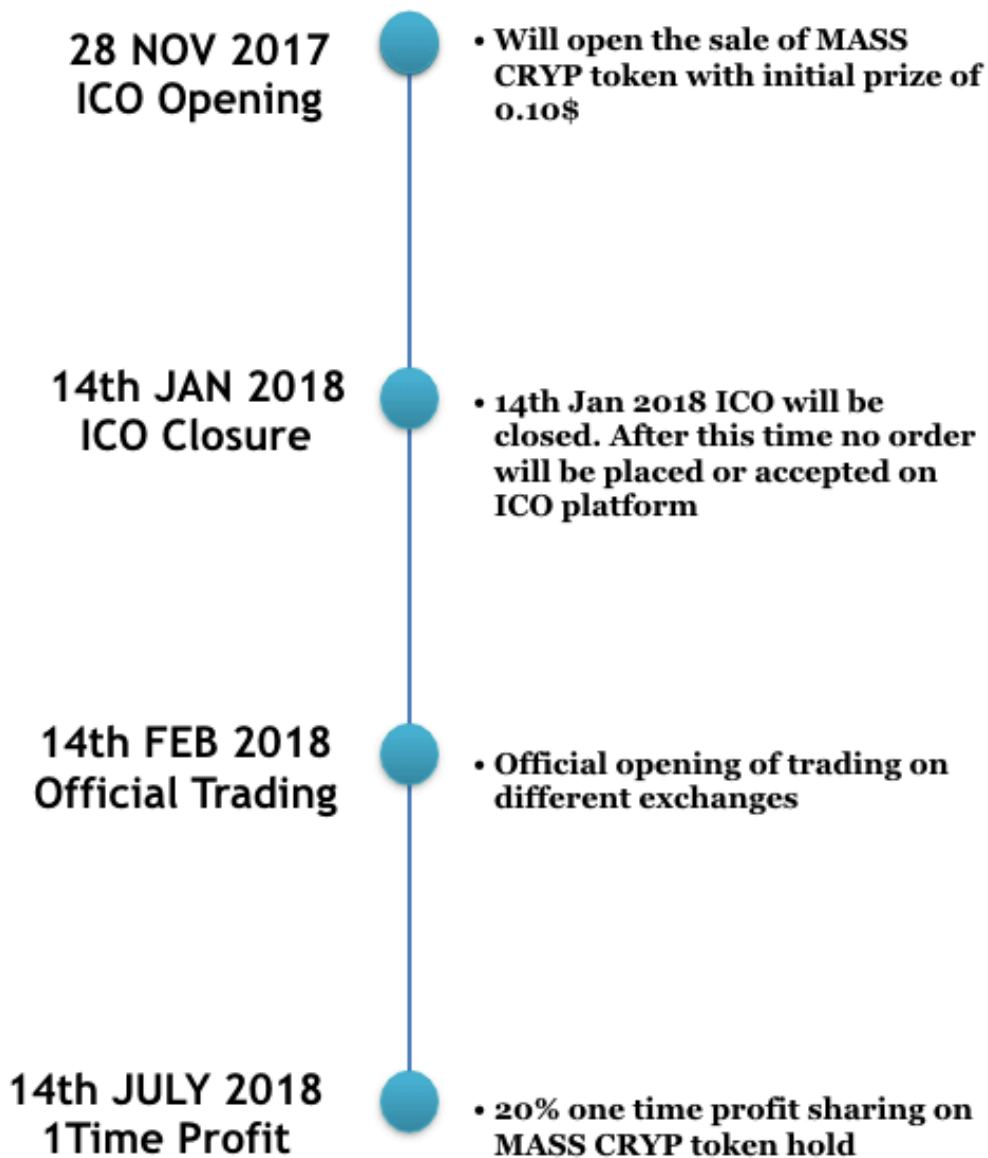 28 NOV 2017
ICO Opening
• Will open the sale of MASS
CRYP token with initial prize of
0.10$
14th JAN 2018
ICO Closure
• 14th Jan 2018 ICO will be
closed. After this time no order
will be placed or accepted on
ICO platform
14th FEB 2018
Official Trading
• Official opening of trading on
different exchanges
14th JULY 2018
1Time Profit
• 20% one time profit sharing on
MASS CRYP token hold